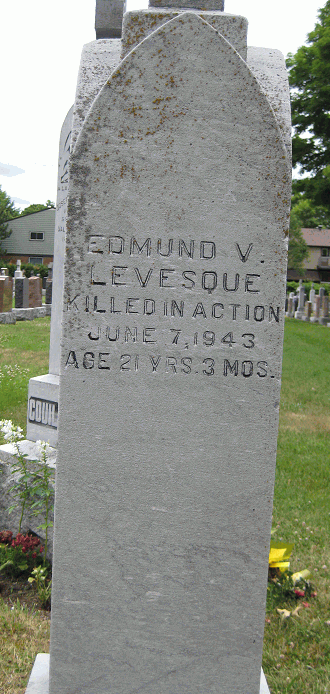 EDMUND V.
LEVESQUE
KILLED IN ACTION
JUNE 7, 1943
AGE 21 YRS. 3 MOS.